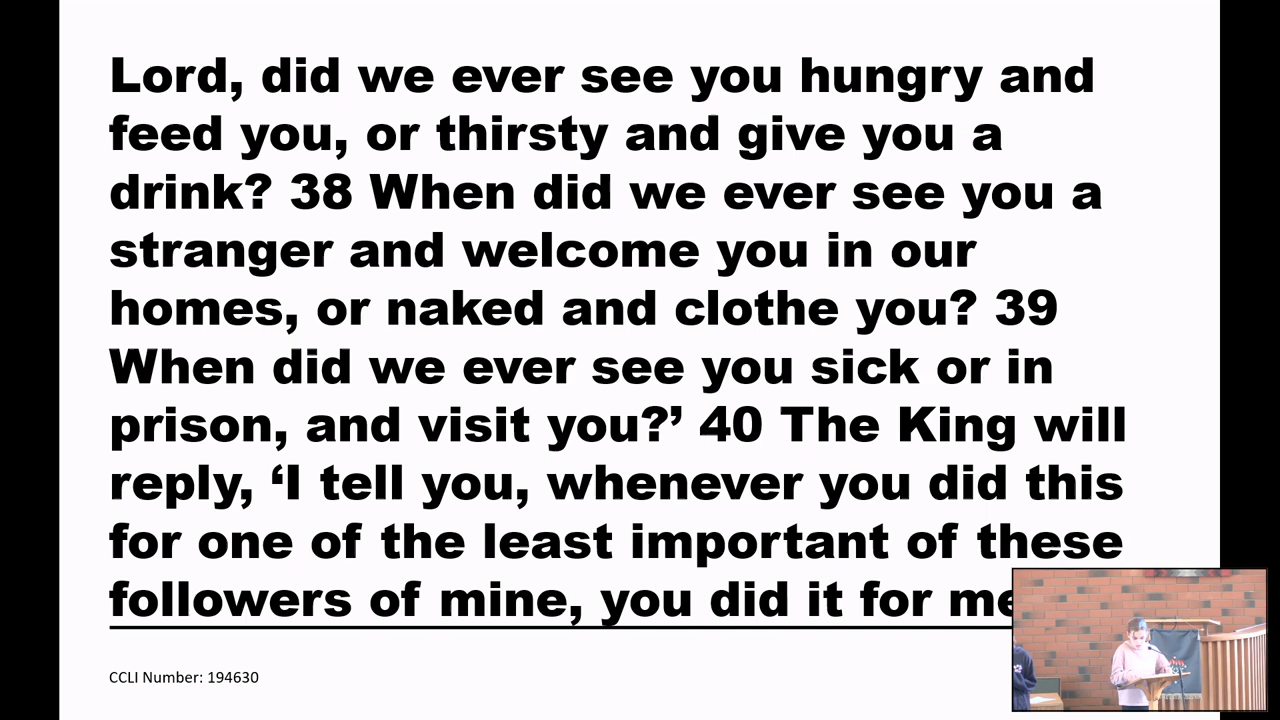 Lord, did we ever see you hungry and
feed you, or thirsty and give you a
drink? 38 When did we ever see you a
stranger and welcome you in our
homes, or naked and clothe you? 39
When did we ever see you sick or in
prison, and visit you?’ 40 The King will
reply, ‘I tell you, whenever you did this
for one of the least important of these
followers of mine, you did it for me
CCLI Number: 194630